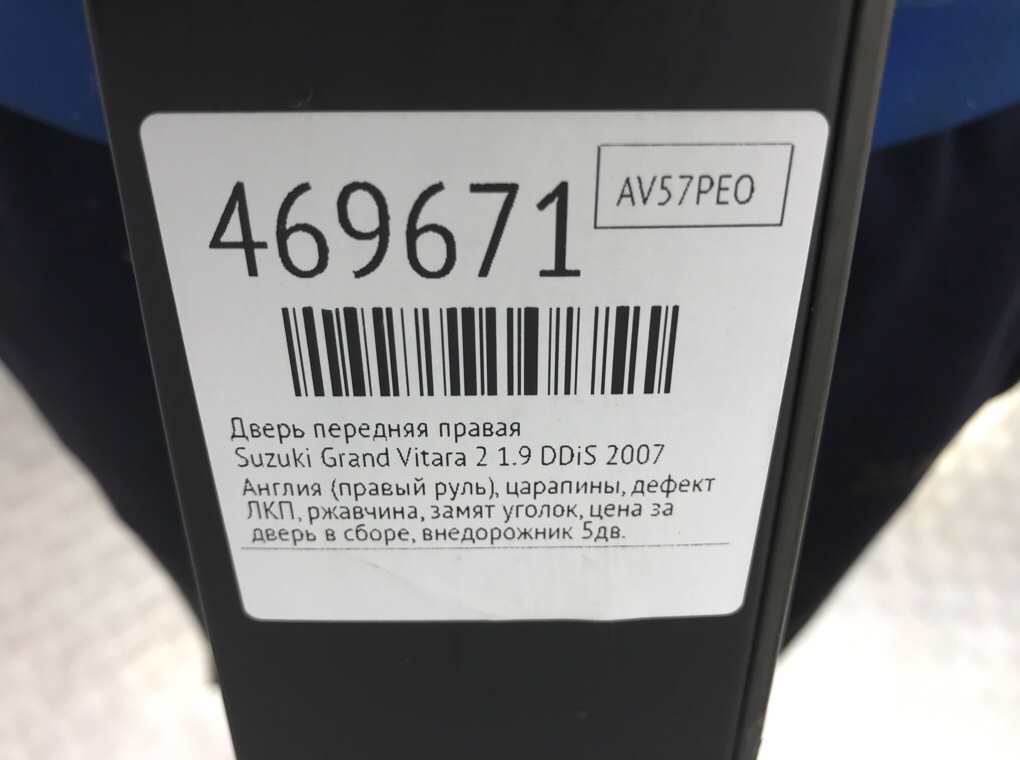 469671
AV57PEO
Дверь передняя правая
Suzuki Grand Vitara 2 1.9 DDiS 2007
Англия (правый руль), царапины, дефект
ЛКП, ржавчина, замят уголок, цена за
дверь в сборе, внедорожник 5дв.